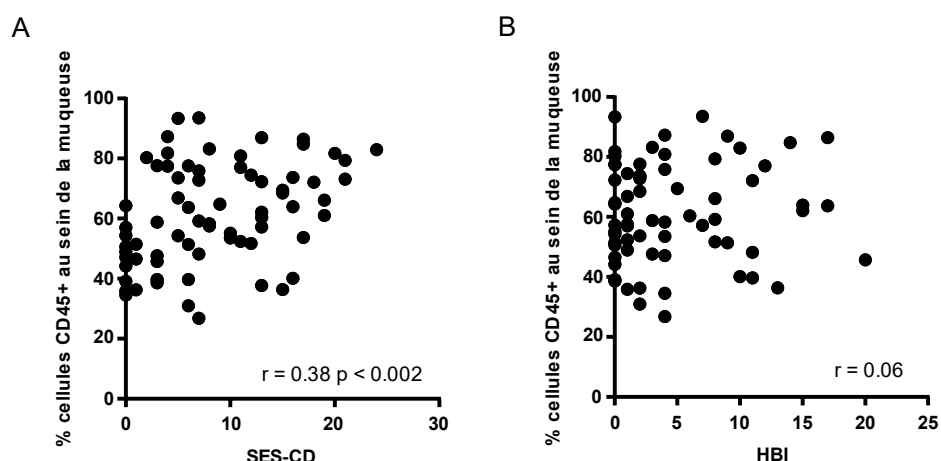 A
% cellules CD45+ au sein de la muqueuse
100
80
60
40
20
0
0 10 20 30
r = 0.38 p < 0.002
SES-CD
B
% cellules CD45+ au sein de la muqueuse
100
80
60
40
20
0
0 5 10 15 20 25
r = 0.06
HBI